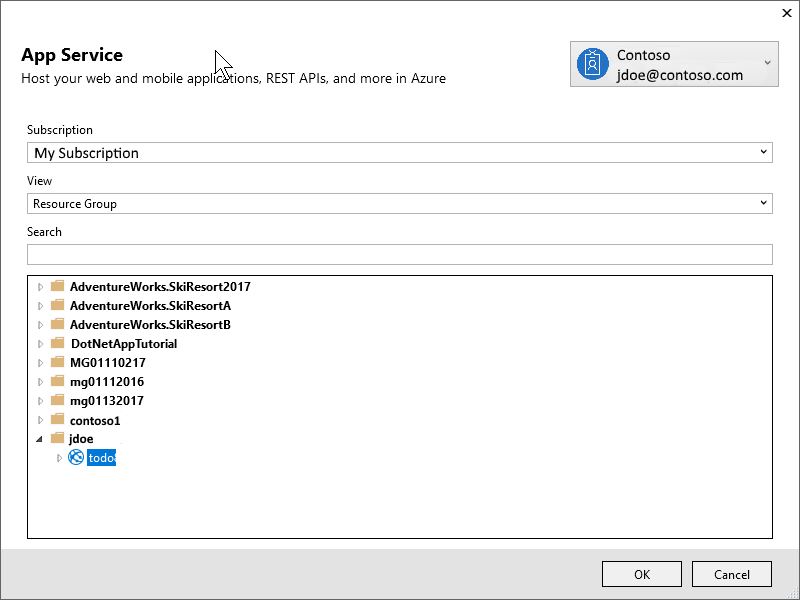 App Service
Host your web and mobile applications, REST APIs, and more in Azure
Contoso
jdoe@contoso.com
Subscription
My Subscription
View
Resource Group
Search
AdventureWorks.SkiResort2017
AdventureWorks.SkiResortA
AdventureWorks.SkiResortB
DotNetAppTutorial
MG01110217
mg01112016
mg01132017
contoso1
jdoe
OK
Cancel